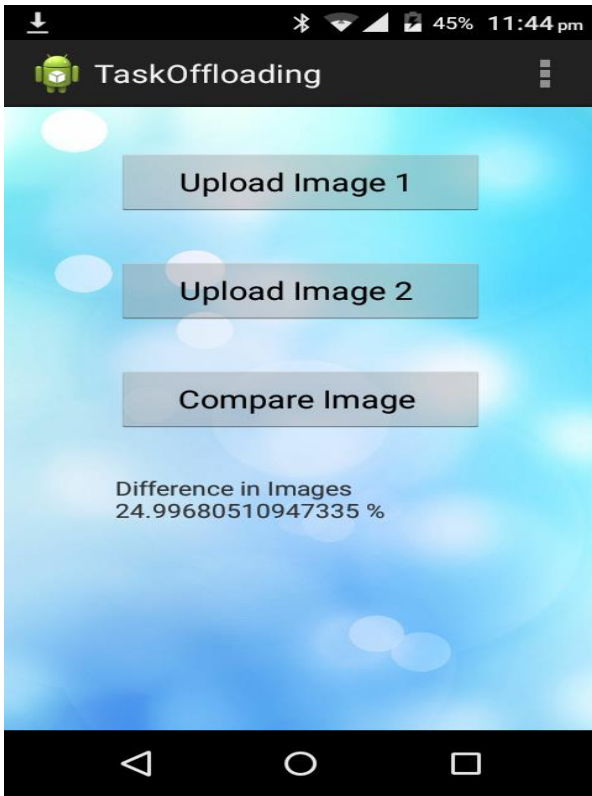 45% 11:44 pm
TaskOffloading
Upload Image 1
Upload Image 2
Compare Image
Difference in Images
24.99680510947335 %